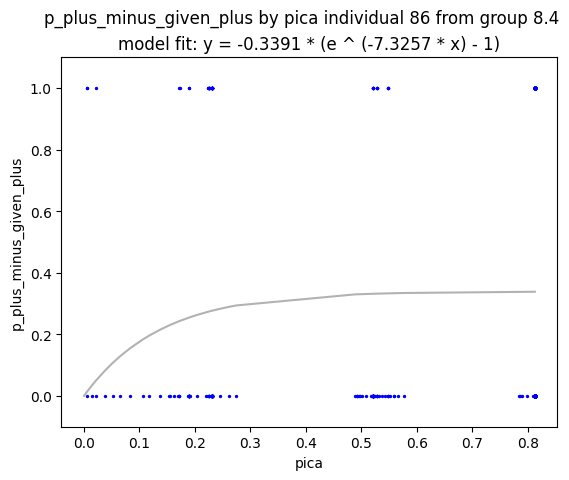 p_plus_minus_given_plus by pica individual 86 from group 8.4
model fit: y = -0.3391 * (e ^ (-7.3257 * x) - 1)
p_plus_minus_given_plus
1.0
0.8
0.6
0.4
0.2
0.0
0.0 0.1 0.2 0.3 0.4 0.5 0.6 0.7 0.8
pica